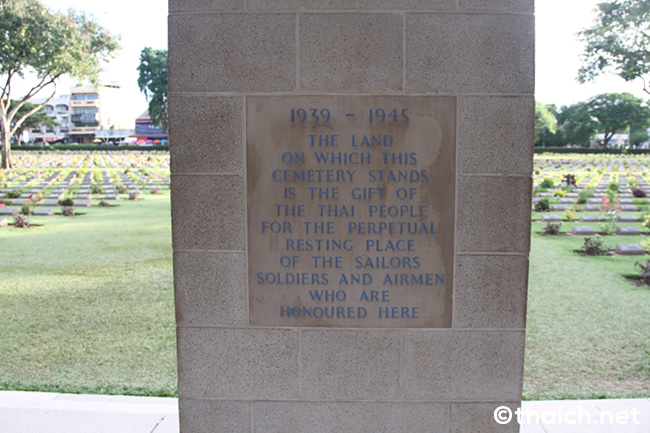 1939 - 1945
THE LAND
ON WHICH THIS
CEMETERY STANDS
IS THE GIFT OF
THE THAI PEOPLE
FOR THE PERPETUAL
RESTING PLACE
OF THE SAILORS
SOLDIERS AND AIRMEN
WHO ARE
HONOURED HERE
©thaich.net